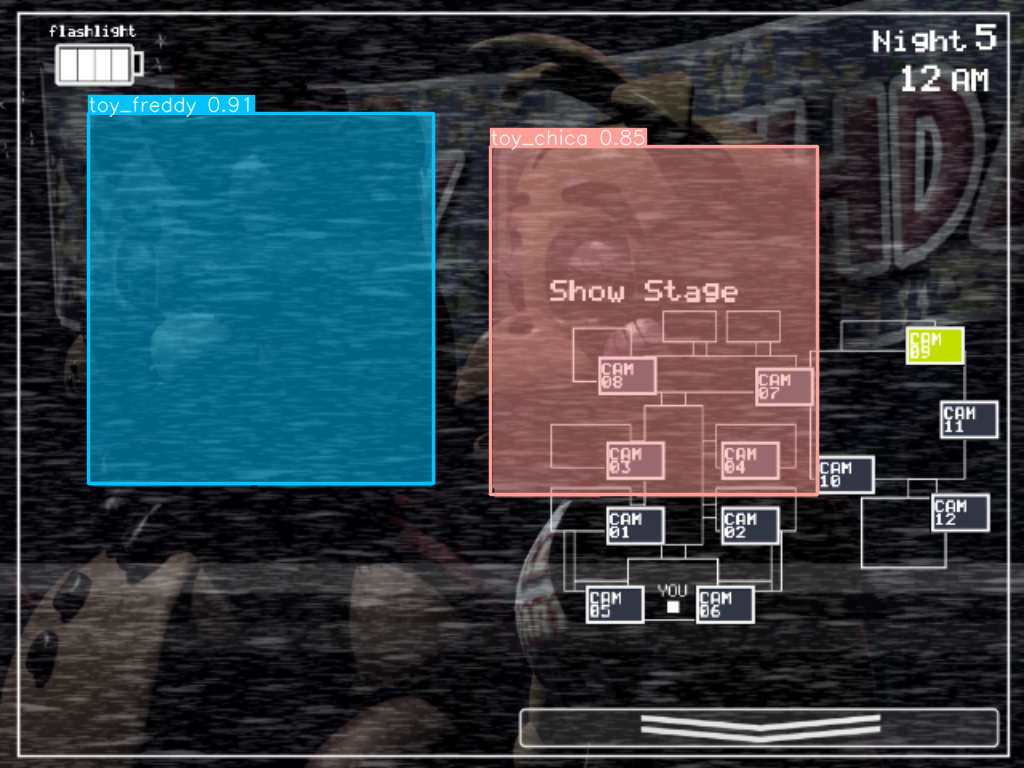 flashlight
Night 5
12 AM
toy_freddy 0.91
toy_chica 0.85
HD
Show Stage
CAM 09
CAM 08
CAM 07
CAM 11
CAM 03
CAM 04
CAM 10
CAM 12
CAM 01
CAM 02
YOU
CAM 05
CAM 06